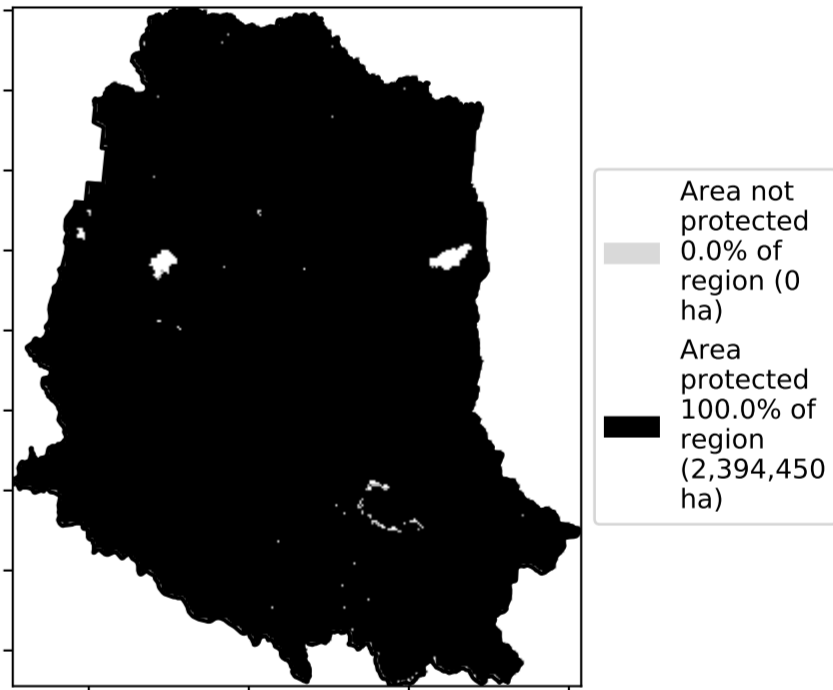 Area not
protected
0.0% of
region (0
ha)
Area
protected
100.0% of
region
(2,394,450
ha)